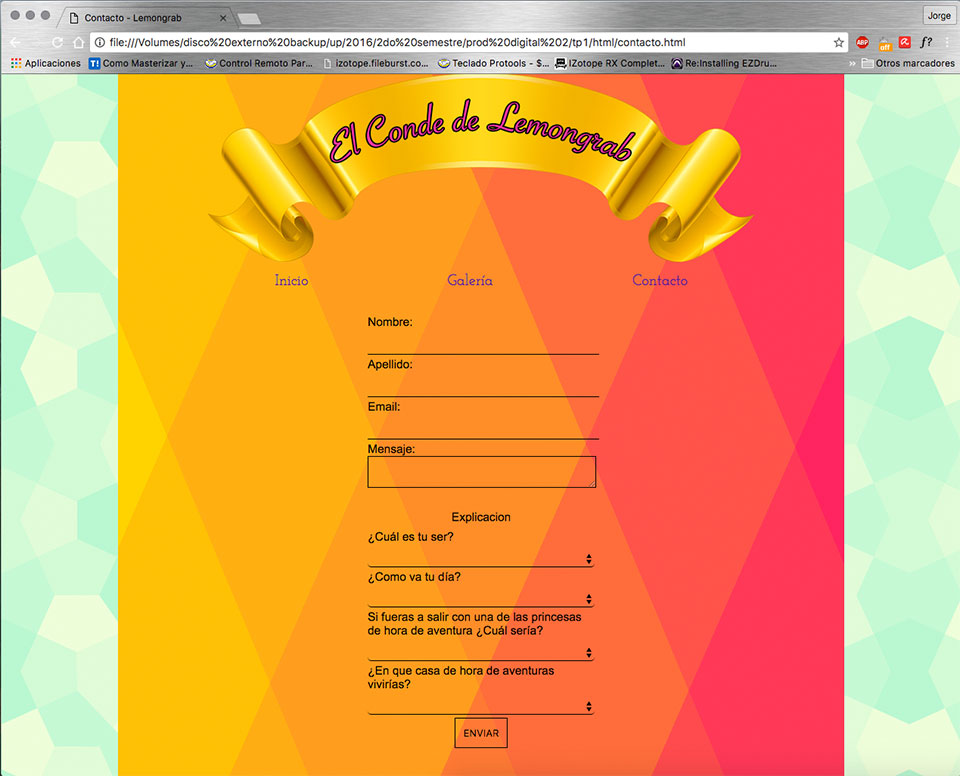 Contacto - Lemongrab
Jorge
file:///Volumes/disco%20externo%20backup/up/2016/2do%20semestre/prod%20digital%202/tp1/html/contacto.html
ABP
off
f?
Aplicaciones
T!
Como Masterizar y...
Control Remoto Par...
izotope.fileburst.co...
Teclado Protools - $...
IZotope RX Complet...
Re:Installing EZDru...
»
Otros marcadores
El Conde de Lemongrab
Inicio
Galería
Contacto
Nombre:
Apellido:
Email:
Mensaje:
Explicacion
¿Cuál es tu ser?
¿Como va tu día?
Si fueras a salir con una de las princesas
de hora de aventura ¿Cuál sería?
¿En que casa de hora de aventuras
vivirías?
ENVIAR